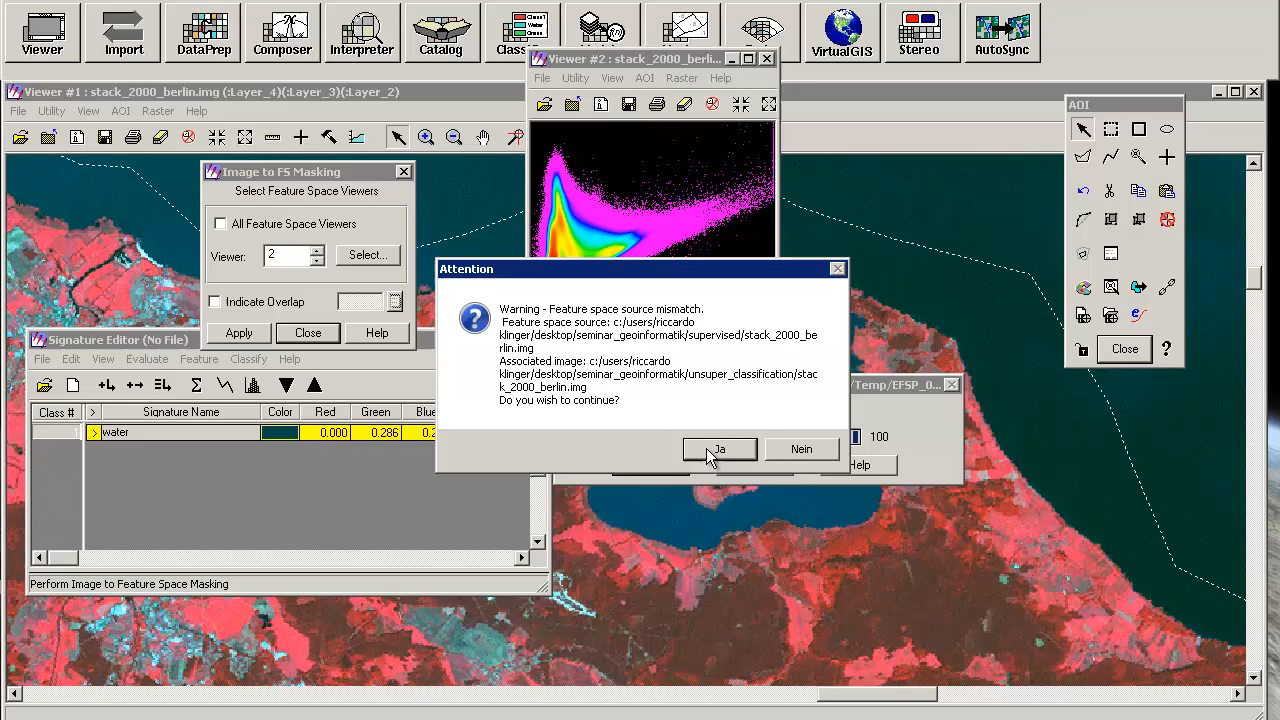 Viewer
Import
DataPrep
Composer
Interpreter
Catalog
VirtualGIS
Stereo
AutoSync
Viewer #2 : stack_2000_berli...
File Utility View AOI Raster Help
Viewer #1 : stack_2000_berlin.img (:Layer_4)(:Layer_3)(:Layer_2)
File Utility View AOI Raster Help
AOI
Close
Image to FS Masking
Select Feature Space Viewers
All Feature Space Viewers
Viewer: 2 Select...
Indicate Overlap
Apply Close Help
Attention
Warning - Feature space source mismatch.
Feature space source: c:/users/riccardo
klinger/desktop/seminar_geoinformatik/supervised/stack_2000_be
rlin.img
Associated image: c:/users/riccardo
klinger/desktop/seminar_geoinformatik/unsuper_classification/stac
k_2000_berlin.img
Do you wish to continue?
Ja Nein
Signature Editor (No File)
File Edit View Evaluate Feature Classify Help
Class # > Signature Name Color Red Green Blue
1 > water 0.000 0.286
/Temp/EFSP_0...
100
Help
Perform Image to Feature Space Masking